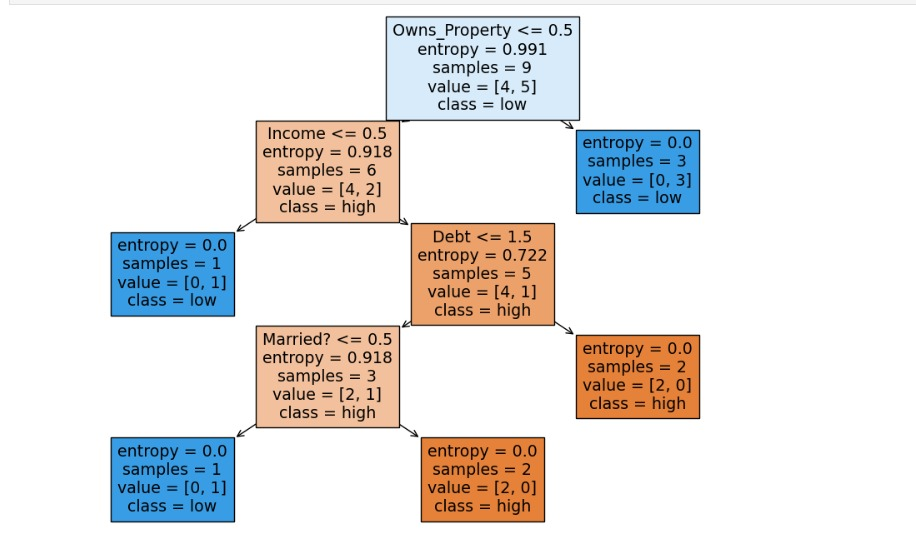 Owns_Property <= 0.5
entropy = 0.991
samples = 9
value = [4, 5]
class = low
Income <= 0.5
entropy = 0.918
samples = 6
value = [4, 2]
class = high
entropy = 0.0
samples = 3
value = [0, 3]
class = low
entropy = 0.0
samples = 1
value = [0, 1]
class = low
Debt <= 1.5
entropy = 0.722
samples = 5
value = [4, 1]
class = high
Married? <= 0.5
entropy = 0.918
samples = 3
value = [2, 1]
class = high
entropy = 0.0
samples = 2
value = [2, 0]
class = high
entropy = 0.0
samples = 1
value = [0, 1]
class = low
entropy = 0.0
samples = 2
value = [2, 0]
class = high